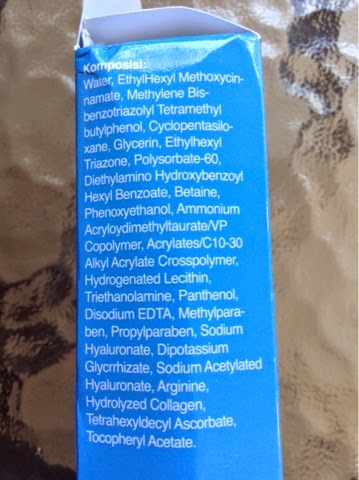 Komposisi:
Water, EthylHexyl Methoxycin-
namate, Methylene Bis-
benzotriazolyl Tetramethyl
butylphenol, Cyclopentasilo-
xane, Glycerin, Ethylhexyl
Triazone, Polysorbate-60,
Diethylamino Hydroxybenzoyl
Hexyl Benzoate, Betaine,
Phenoxyethanol, Ammonium
Acryloydimethyltaurate/VP
Copolymer, Acrylates/C10-30
Alkyl Acrylate Crosspolymer,
Hydrogenated Lecithin,
Triethanolamine, Panthenol,
Disodium EDTA, Methylpara-
ben, Propylparaben, Sodium
Hyaluronate, Dipotassium
Glycrrhizate, Sodium Acetylated
Hyaluronate, Arginine,
Hydrolyzed Collagen,
Tetrahexyldecyl Ascorbate,
Tocopheryl Acetate.